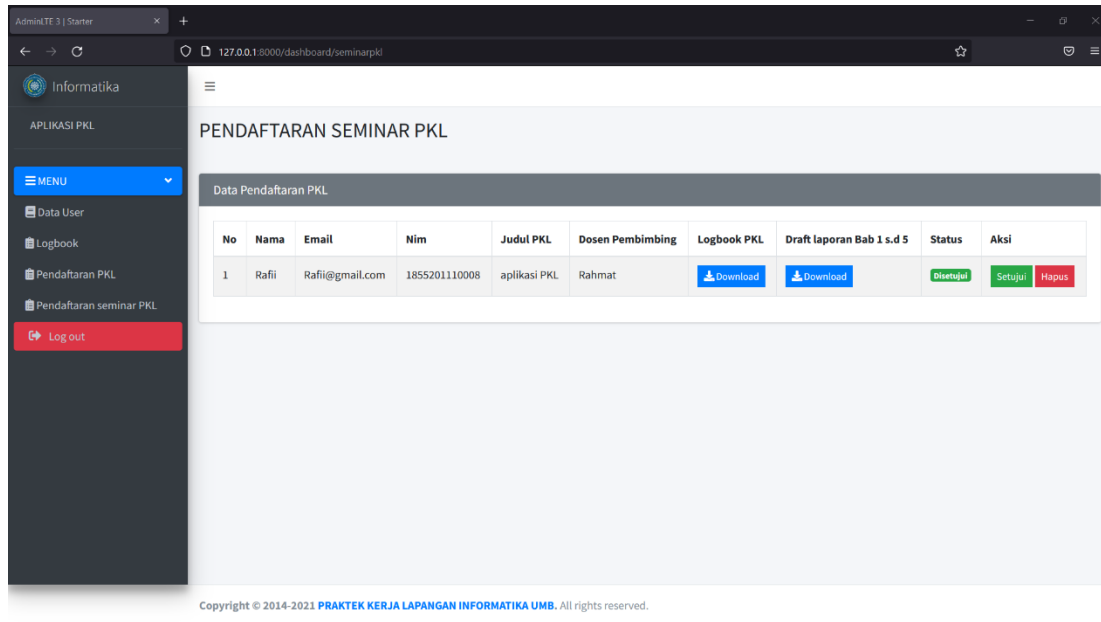 AdminLTE 3 | Starter
127.0.0.1:8000/dashboard/seminarpkl
Informatika
APLIKASI PKL
MENU
Data User
Logbook
Pendaftaran PKL
Pendaftaran seminar PKL
Log out
PENDAFTARAN SEMINAR PKL
Data Pendaftaran PKL
No Nama Email Nim Judul PKL Dosen Pembimbing Logbook PKL Draft laporan Bab 1 s.d 5 Status Aksi
1 Rafii Rafii@gmail.com 1855201110008 aplikasi PKL Rahmat Download Download Disetujui Setujui Hapus
Copyright © 2014-2021 PRAKTEK KERJA LAPANGAN INFORMATIKA UMB. All rights reserved.